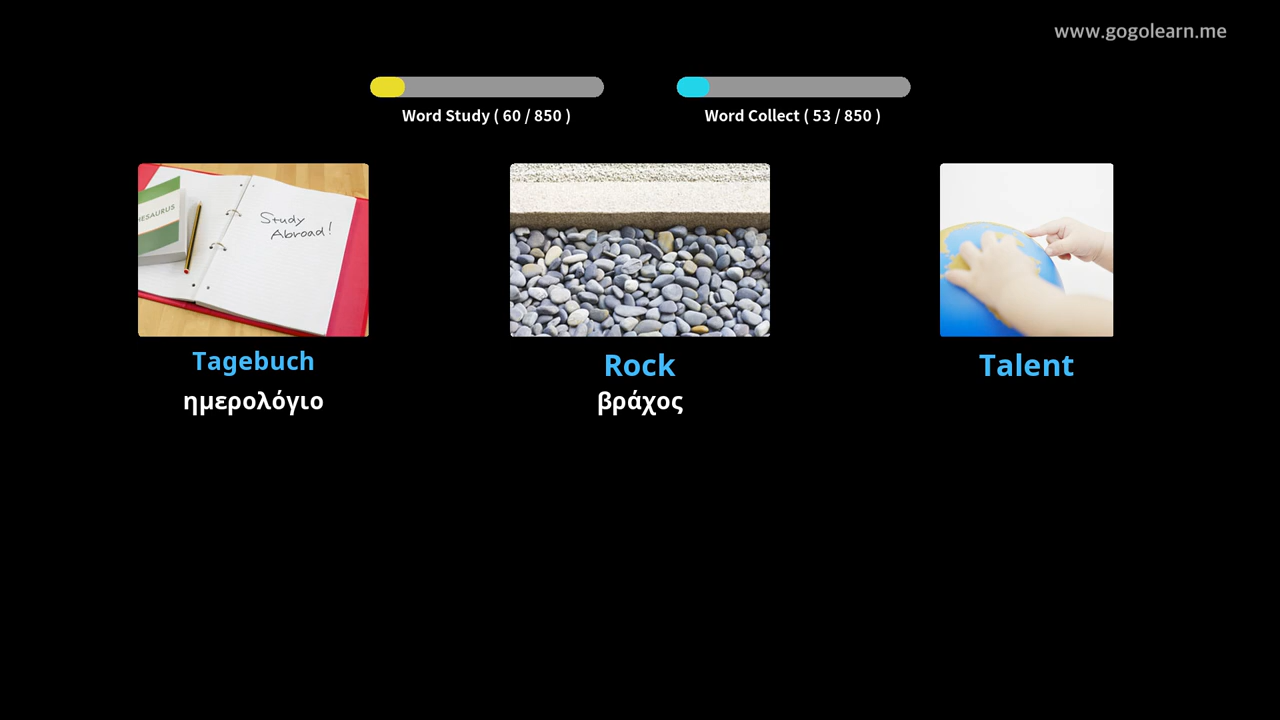 www.gogolearn.me
Word Study ( 60 / 850 )
Word Collect ( 53 / 850 )
Study
Abroad!
Tagebuch
ημερολόγιο
Rock
βράχος
Talent